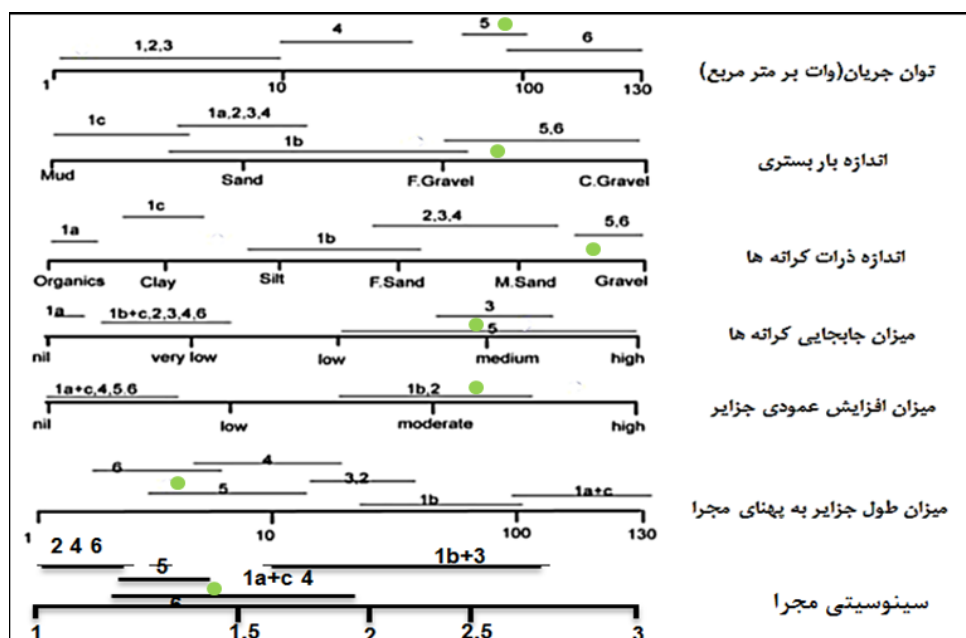 5
4
1,2,3
6
1 10 100 130
توان جریان(وات بر متر مربع)
1a,2,3,4
1c
5,6
1b
Mud Sand F.Gravel C.Gravel
اندازه بار بستری
1c
2,3,4
5,6
1a
1b
Organics Clay Silt F.Sand M.Sand Gravel
اندازه ذرات کرانه ها
1a
1b+c,2,3,4,6
3
5
nil very low low medium high
میزان جابجایی کرانه ها
1a+c,4,5.6
1b,2
nil low moderate high
میزان افزایش عمودی جزایر
4
6
3,2
5
1b
1a+c
1 10 100 130
میزان طول جزایر به پهنای مجرا
2 4 6
1b+3
5
1a+c 4
6
1 1.5 2 2.5 3
سینوسیتی مجرا